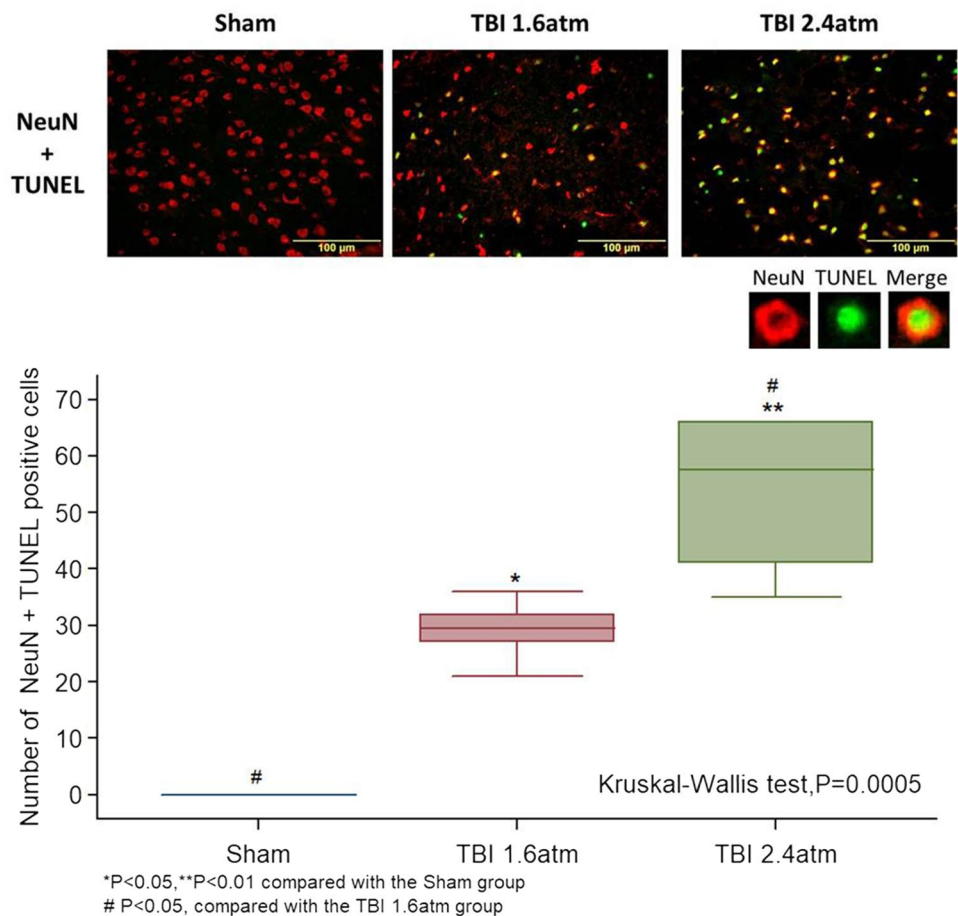 Sham
TBI 1.6atm
TBI 2.4atm
NeuN
+
TUNEL
100 µm
100 µm
100 µm
NeuN TUNEL Merge
Number of NeuN + TUNEL positive cells
70
60
50
40
30
20
10
0
#
*
#
**
Kruskal-Wallis test,P=0.0005
Sham
TBI 1.6atm
TBI 2.4atm
*P<0.05,**P<0.01 compared with the Sham group
# P<0.05, compared with the TBI 1.6atm group